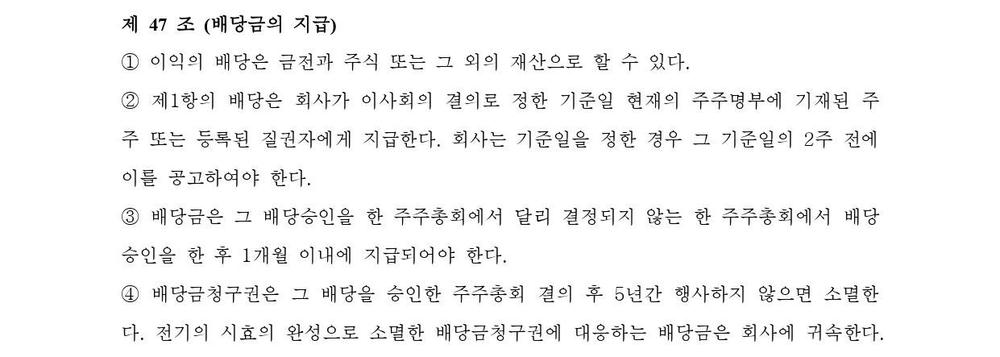 제 47 조 (배당금의 지급)
① 이익의 배당은 금전과 주식 또는 그 외의 재산으로 할 수 있다.
② 제1항의 배당은 회사가 이사회의 결의로 정한 기준일 현재의 주주명부에 기재된 주
주 또는 등록된 질권자에게 지급한다. 회사는 기준일을 정한 경우 그 기준일의 2주 전에
이를 공고하여야 한다.
③ 배당금은 그 배당승인을 한 주주총회에서 달리 결정되지 않는 한 주주총회에서 배당
승인을 한 후 1개월 이내에 지급되어야 한다.
④ 배당금청구권은 그 배당을 승인한 주주총회 결의 후 5년간 행사하지 않으면 소멸한
다. 전기의 시효의 완성으로 소멸한 배당금청구권에 대응하는 배당금은 회사에 귀속한다.